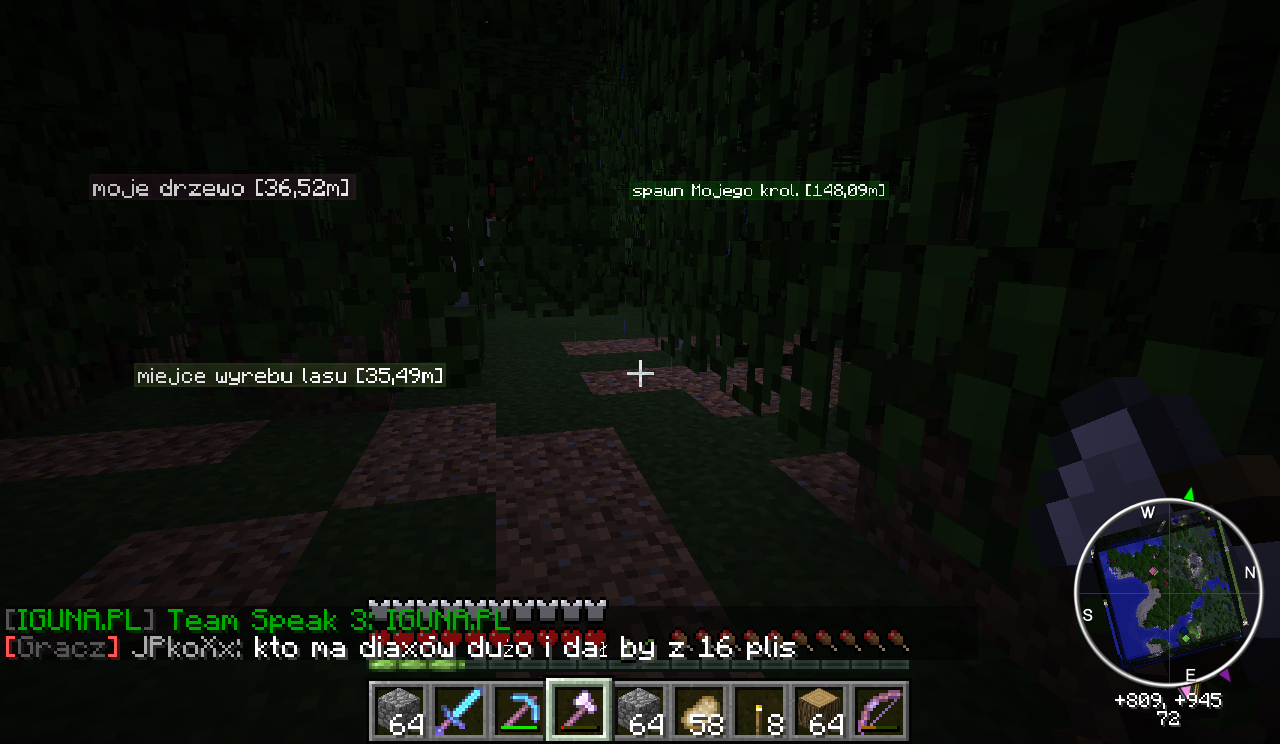 moje drzewo [36,52m]
spawn Mojego krol. [148,09m]
miejce wyrebu lasu [35,49m]
[IGUNA.PL] Team Speak 3: IGUNA.PL
[Gracz] JPkoXx: kto ma diaxów dużo i dał by z 16 plis
W
N
S
E
+809, +945
72
64
64
58
8
64